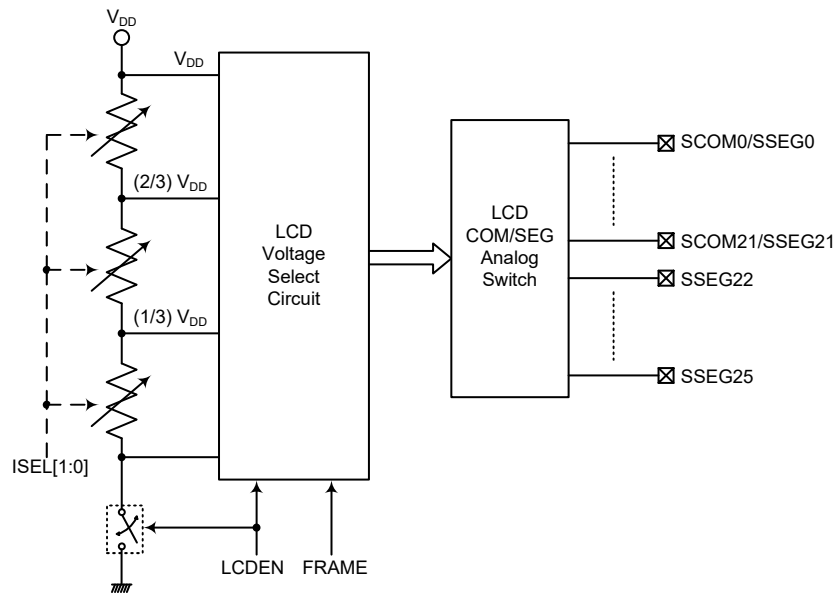 VDD
VDD
(2/3) VDD
(1/3) VDD
ISEL[1:0]
LCD
Voltage
Select
Circuit
LCDEN
FRAME
LCD
COM/SEG
Analog
Switch
SCOM0/SSEG0
SCOM21/SSEG21
SSEG22
SSEG25